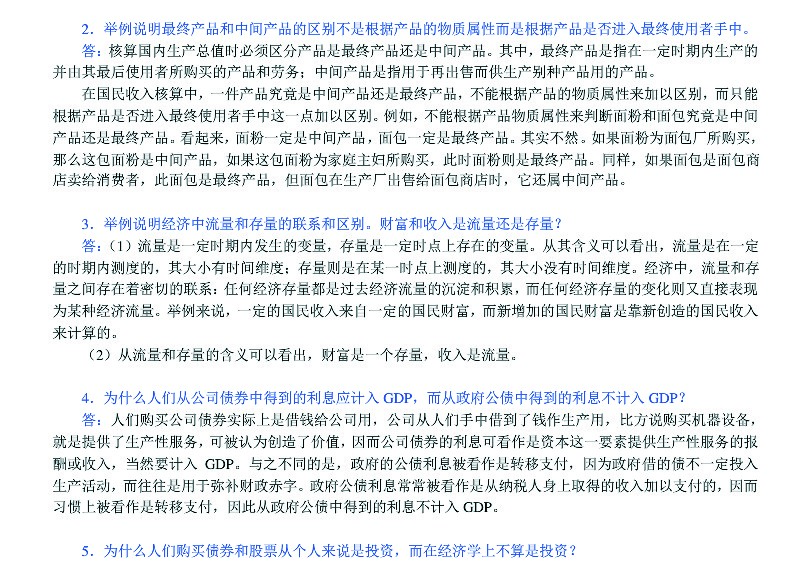 2．举例说明最终产品和中间产品的区别不是根据产品的物质属性而是根据产品是否进入最终使用者手中。
答：核算国内生产总值时必须区分产品是最终产品还是中间产品。其中，最终产品是指在一定时期内生产的
并由其最后使用者所购买的产品和劳务；中间产品是指用于再出售而供生产别种产品用的产品。
在国民收入核算中，一件产品究竟是中间产品还是最终产品，不能根据产品的物质属性来加以区别，而只能
根据产品是否进入最终使用者手中这一点加以区别。例如，不能根据产品物质属性来判断面粉和面包究竟是中间
产品还是最终产品。看起来，面粉一定是中间产品，面包一定是最终产品。其实不然。如果面粉为面包厂所购买，
那么这包面粉是中间产品，如果这包面粉为家庭主妇所购买，此时面粉则是最终产品。同样，如果面包是面包商
店卖给消费者，此面包是最终产品，但面包在生产厂出售给面包商店时，它还属中间产品。
3．举例说明经济中流量和存量的联系和区别。财富和收入是流量还是存量？
答：（1）流量是一定时期内发生的变量，存量是一定时点上存在的变量。从其含义可以看出，流量是在一定
的时期内测度的，其大小有时间维度；存量则是在某一时点上测度的，其大小没有时间维度。经济中，流量和存
量之间存在着密切的联系：任何经济存量都是过去经济流量的沉淀和积累，而任何经济存量的变化则又直接表现
为某种经济流量。举例来说，一定的国民收入来自一定的国民财富，而新增加的国民财富是靠新创造的国民收入
来计算的。
（2）从流量和存量的含义可以看出，财富是一个存量，收入是流量。
4．为什么人们从公司债券中得到的利息应计入 GDP，而从政府公债中得到的利息不计入 GDP？
答：人们购买公司债券实际上是借钱给公司用，公司从人们手中借到了钱作生产用，比方说购买机器设备，
就是提供了生产性服务，可被认为创造了价值，因而公司债券的利息可看作是资本这一要素提供生产性服务的报
酬或收入，当然要计入 GDP。与之不同的是，政府的公债利息被看作是转移支付，因为政府借的债不一定投入
生产活动，而往往是用于弥补财政赤字。政府公债利息常常被看作是从纳税人身上取得的收入加以支付的，因而
习惯上被看作是转移支付，因此从政府公债中得到的利息不计入 GDP。
5．为什么人们购买债券和股票从个人来说是投资，而在经济学上不算是投资？